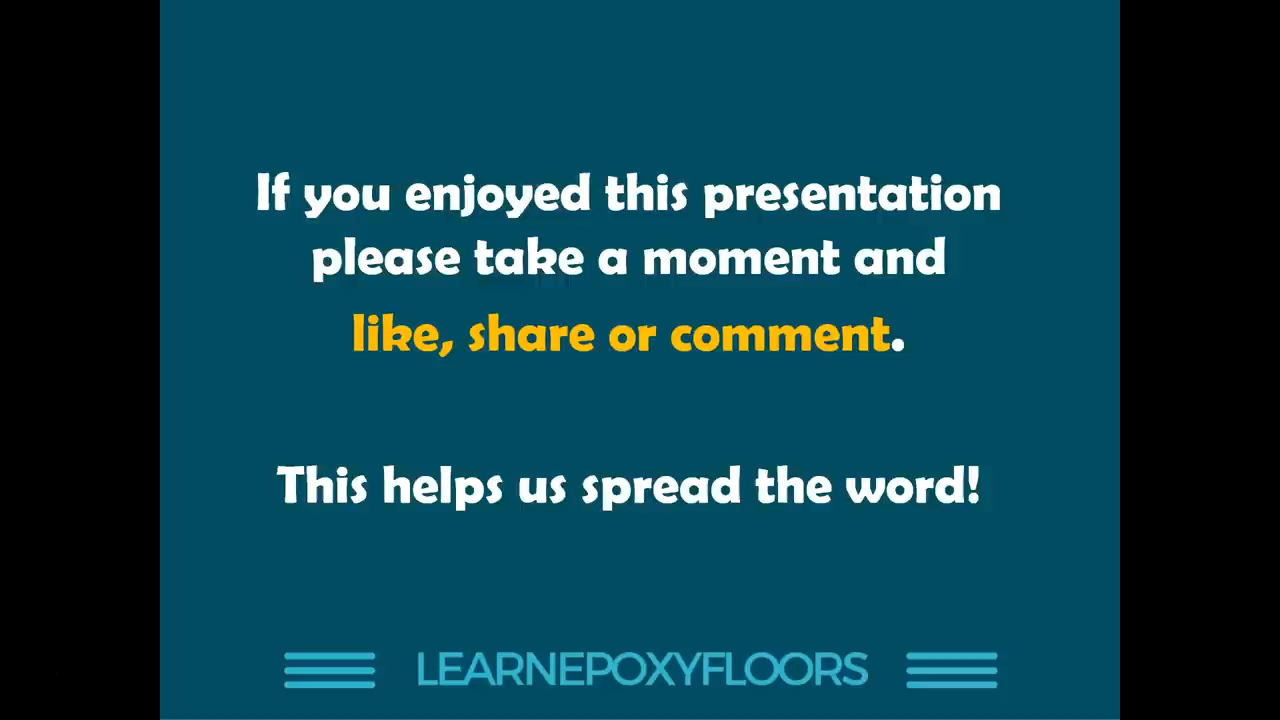 If you enjoyed this presentation
please take a moment and
like, share or comment.
This helps us spread the word!
LEARNEPOXYFLOORS